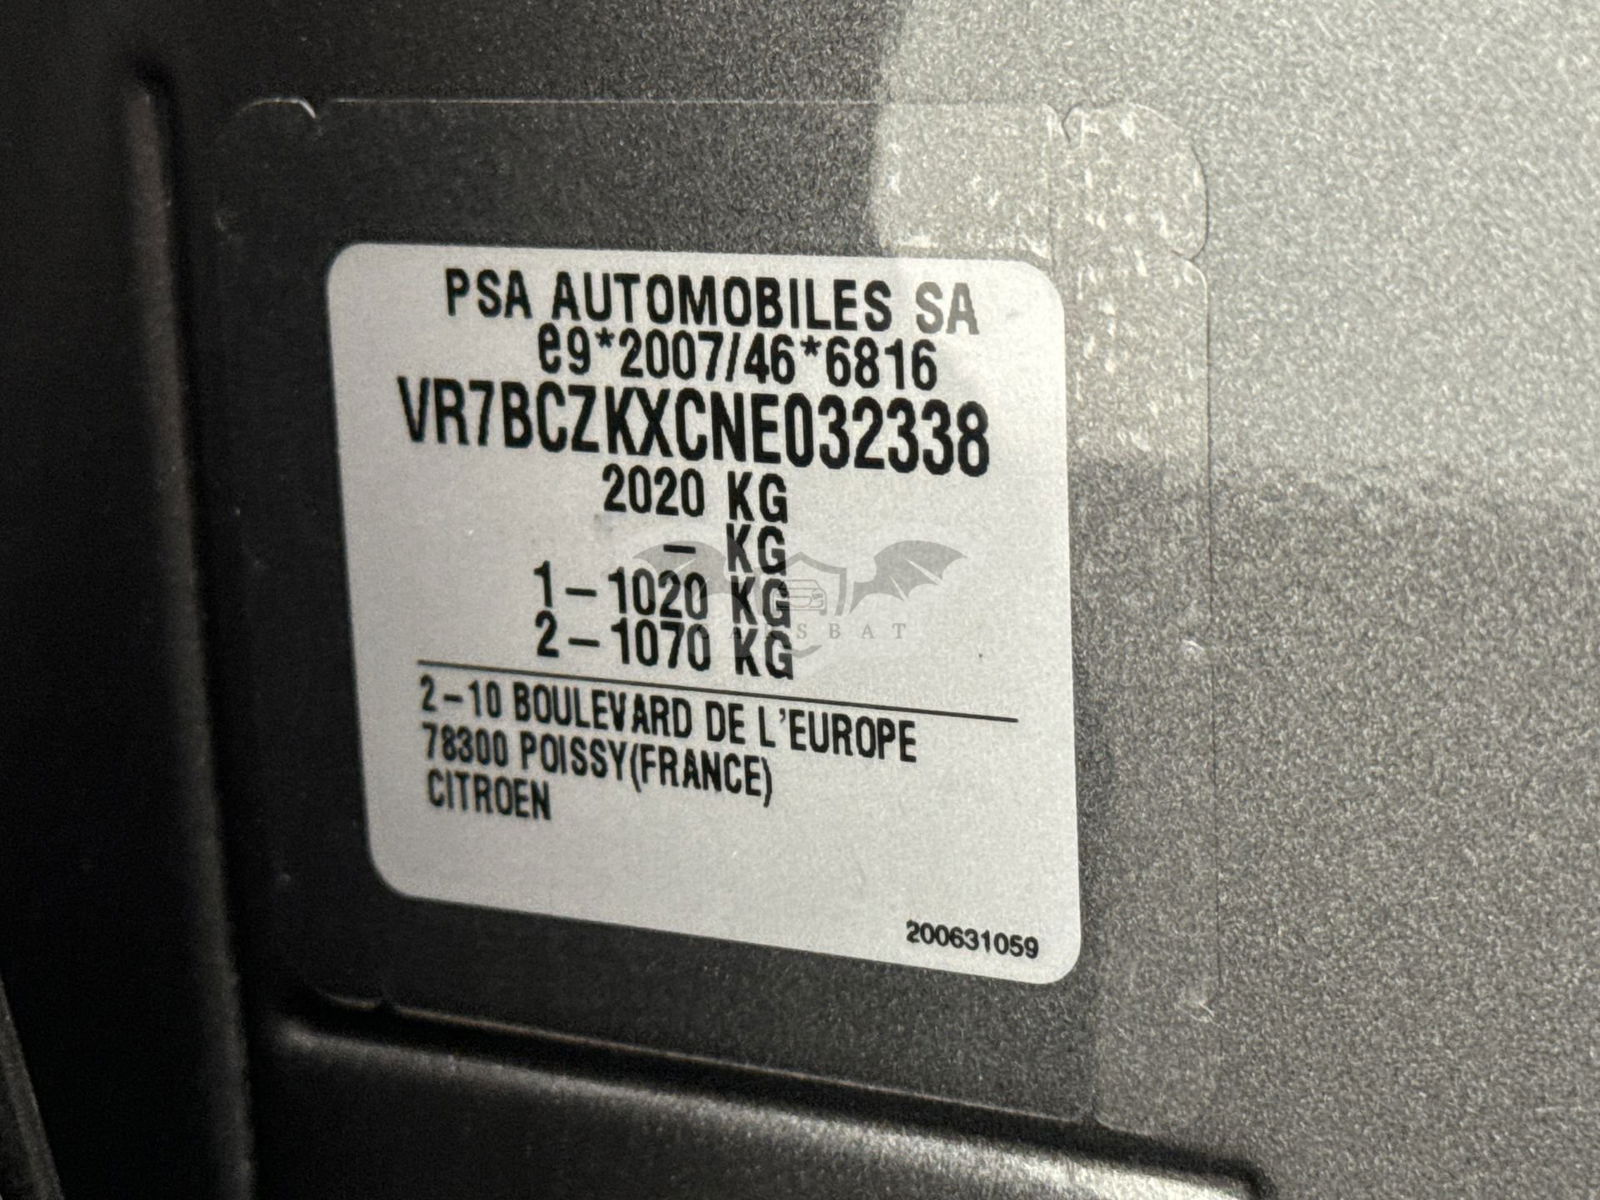 PSA AUTOMOBILES SA
e9*2007/46*6816
VR7BCZKXCNE032338
2020 KG
- KG
1-1020 KG
2-1070 KG
CARSBAT
2-10 BOULEVARD DE L'EUROPE
78300 POISSY(FRANCE)
CITROEN
200631059